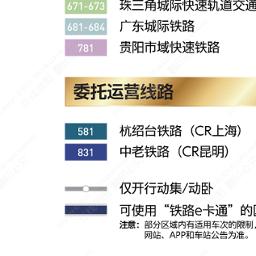 671-673 珠三角城际快速轨道交通
681-684 广东城际铁路
781 贵阳市域快速铁路
委托运营线路
581 杭绍台铁路（CR上海）
831 中老铁路（CR昆明）
仅开行动集/动卧
可使用“铁路e卡通”的
注意： 部分区域内有适用车次的限制，
网站、APP和车站公告为准。